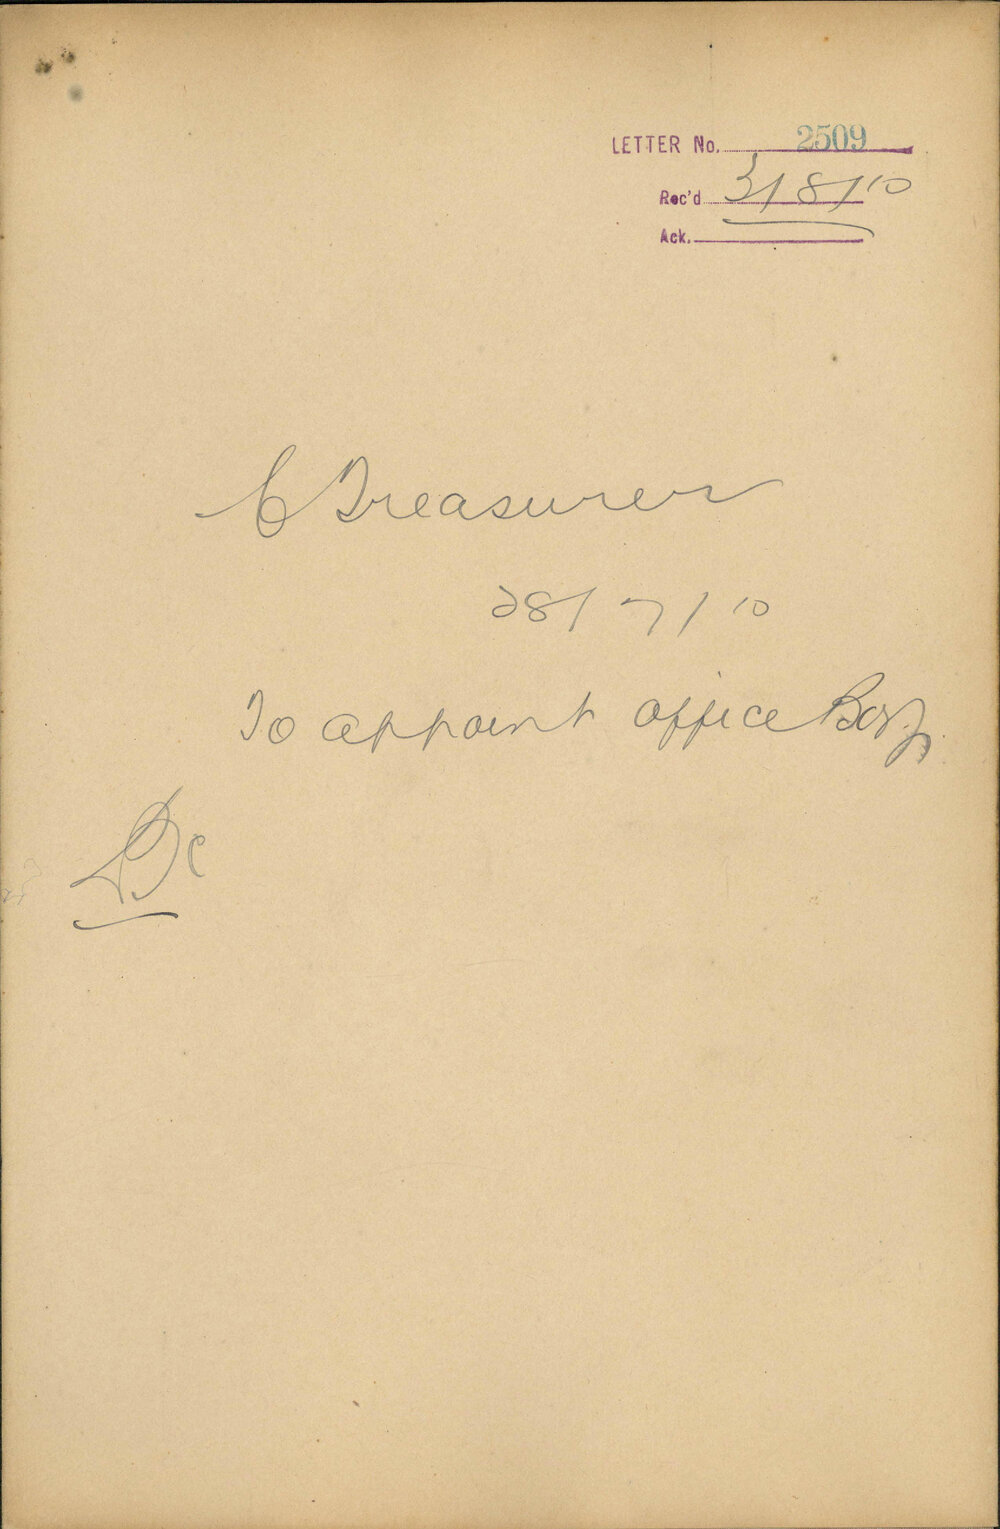 LETTER No. 2509
Rec'd 3/8/10
Ack.
C Treasurer
28/7/10
To appoint office Boy